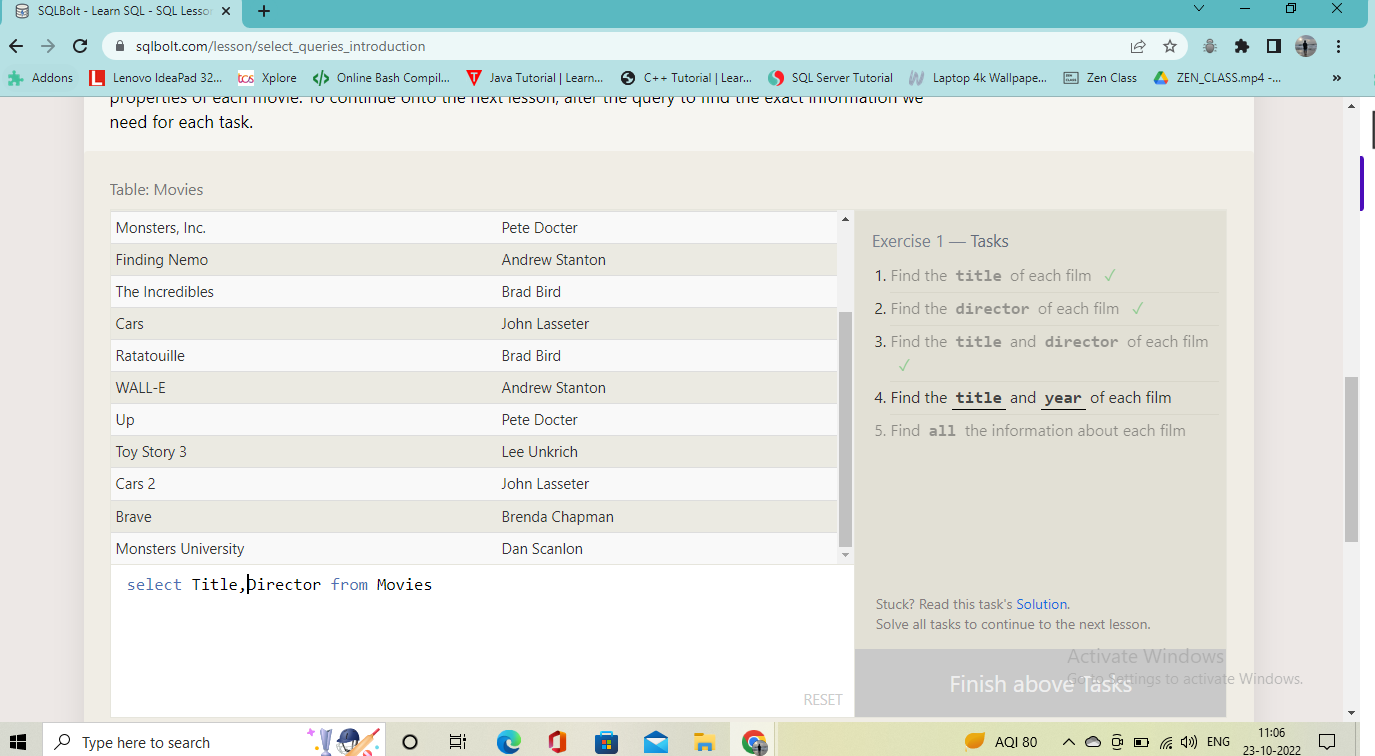 SQLBolt - Learn SQL - SQL Lesson
sqlbolt.com/lesson/select_queries_introduction
Addons Lenovo IdeaPad 32... tcs Xplore Online Bash Compil... Java Tutorial | Learn... C++ Tutorial | Lear... SQL Server Tutorial Laptop 4k Wallpape... Zen Class ZEN_CLASS.mp4 -... »
properties of each movie. To continue onto the next lesson, alter the query to find the exact information we
need for each task.
Table: Movies
Monsters, Inc. Pete Docter
Finding Nemo Andrew Stanton
The Incredibles Brad Bird
Cars John Lasseter
Ratatouille Brad Bird
WALL-E Andrew Stanton
Up Pete Docter
Toy Story 3 Lee Unkrich
Cars 2 John Lasseter
Brave Brenda Chapman
Monsters University Dan Scanlon
select Title,Director from Movies
RESET
Exercise 1 — Tasks
1. Find the title of each film ✓
2. Find the director of each film ✓
3. Find the title and director of each film
✓
4. Find the title and year of each film
5. Find all the information about each film
Stuck? Read this task's Solution.
Solve all tasks to continue to the next lesson.
Finish above Tasks
Activate Windows
Go to Settings to activate Windows.
Type here to search
AQI 80 ENG 11:06
23-10-2022